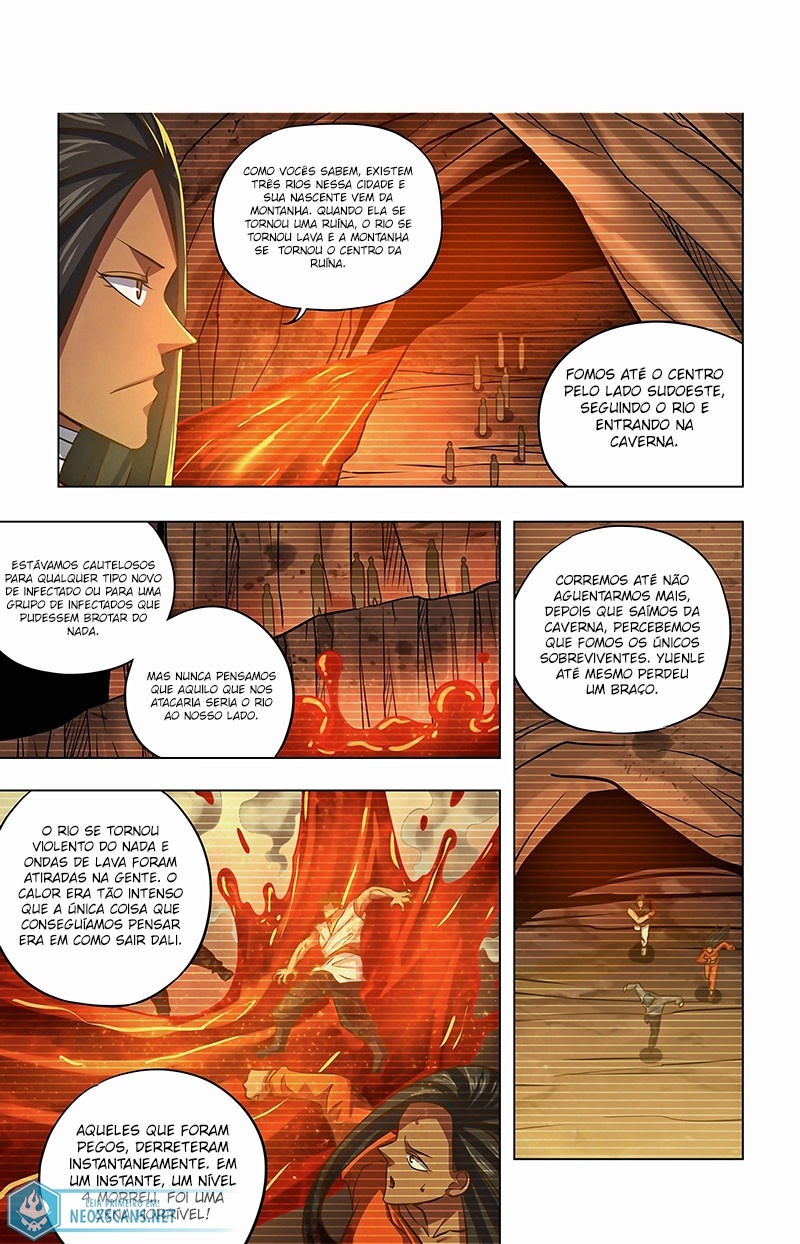 COMO VOCÊS SABEM, EXISTEM
TRÊS RIOS NESSA CIDADE E
SUA NASCENTE VEM DA
MONTANHA. QUANDO ELA SE
TORNOU UMA RUÍNA, O RIO SE
TORNOU LAVA E A MONTANHA
SE TORNOU O CENTRO DA
RUÍNA.
FOMOS ATÉ O CENTRO
PELO LADO SUDOESTE,
SEGUINDO O RIO E
ENTRANDO NA
CAVERNA.
ESTÁVAMOS CAUTELOSOS
PARA QUALQUER TIPO NOVO
DE INFECTADO OU PARA UMA
GRUPO DE INFECTADOS QUE
PUDESSEM BROTAR DO
NADA.
MAS NUNCA PENSAMOS
QUE AQUILO QUE NOS
ATACARIA SERIA O RIO
AO NOSSO LADO.
O RIO SE TORNOU
VIOLENTO DO NADA E
ONDAS DE LAVA FORAM
ATIRADAS NA GENTE. O
CALOR ERA TÃO INTENSO
QUE A ÚNICA COISA QUE
CONSEGUÍAMOS PENSAR
ERA EM COMO SAIR DALI.
AQUELES QUE FORAM
PEGOS, DERRETERAM
INSTANTANEAMENTE. EM
UM INSTANTE, UM NÍVEL
4 MORREU, FOI UMA
CENA HORRÍVEL!
CORREMOS ATÉ NÃO
AGUENTARMOS MAIS,
DEPOIS QUE SAÍMOS DA
CAVERNA, PERCEBEMOS
QUE FOMOS OS ÚNICOS
SOBREVIVENTES. YUENLE
ATÉ MESMO PERDEU
UM BRAÇO.
LEIA PRIMEIRO EM:
NEOXSCANS.NET